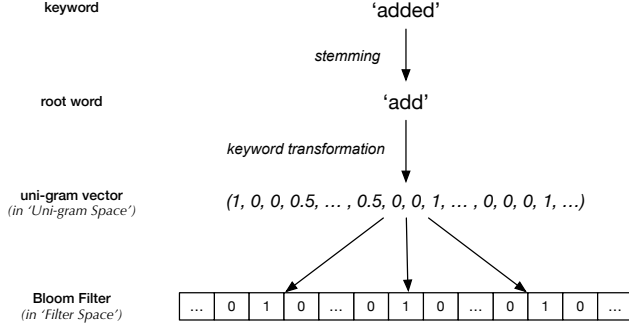 keyword ‘added’
stemming
root word ‘add’
keyword transformation
uni-gram vector
(in ‘Uni-gram Space’)
(1, 0, 0, 0.5, … , 0.5, 0, 0, 1, … , 0, 0, 0, 1, …)
Bloom Filter
(in ‘Filter Space’)
... 0 1 0 ... 0 1 0 ... 0 1 0 ...